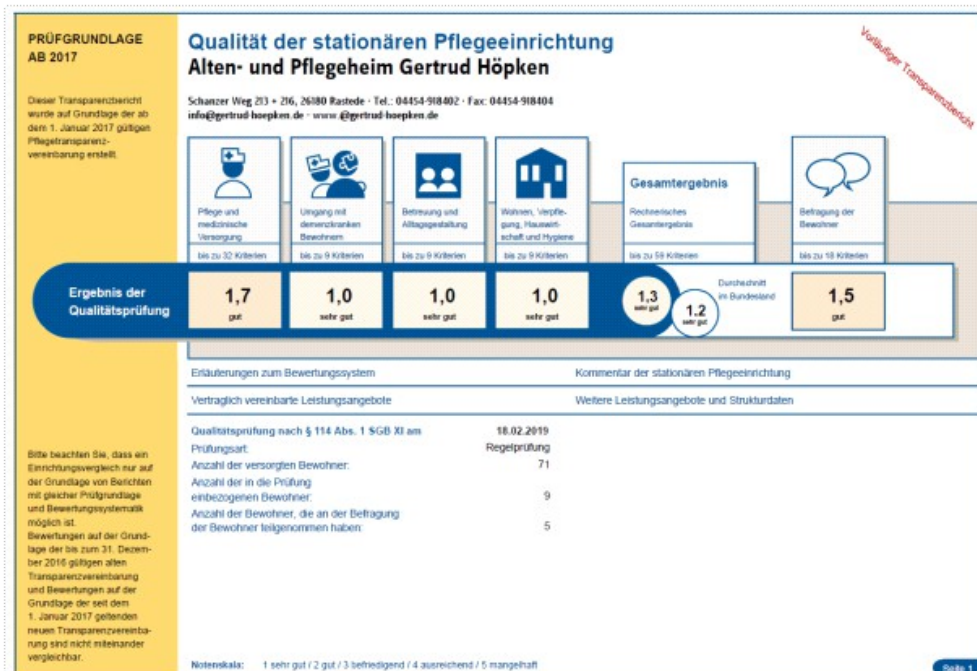 PRÜFGRUNDLAGE
AB 2017
Dieser Transparenzbericht
wurde auf Grundlage der ab
dem 1. Januar 2017 gültigen
Pflegetransparenz-
vereinbarung erstellt.
Bitte beachten Sie, dass ein
Einrichtungsvergleich nur auf
der Grundlage von Berichten
mit gleicher Prüfgrundlage
und Bewertungssystematik
möglich ist.
Bewertungen auf der Grund-
lage der bis zum 31. Dezem-
ber 2016 gültigen alten
Transparenzvereinbarung
und Bewertungen auf der
Grundlage der seit dem
1. Januar 2017 geltenden
neuen Transparenzvereinba-
rung sind nicht miteinander
vergleichbar.
Qualität der stationären Pflegeeinrichtung
Alten- und Pflegeheim Gertrud Höpken
Schanzer Weg 213 + 216, 26180 Rastede · Tel.: 04454-918402 · Fax: 04454-918404
info@gertrud-hoepken.de · www.@gertrud-hoepken.de
Vorläufiger Transparenzbericht
Pflege und
medizinische
Versorgung
bis zu 32 Kriterien
Umgang mit
demenzkranken
Bewohnern
bis zu 9 Kriterien
Betreuung und
Alltagsgestaltung
bis zu 9 Kriterien
Wohnen, Verpfle-
gung, Hauswirt-
schaft und Hygiene
bis zu 9 Kriterien
Gesamtergebnis
Rechnerisches
Gesamtergebnis
bis zu 59 Kriterien
Befragung der
Bewohner
bis zu 18 Kriterien
Ergebnis der
Qualitätsprüfung
1,7
gut
1,0
sehr gut
1,0
sehr gut
1,0
sehr gut
1,3
sehr gut
1.2
sehr gut
Durchschnitt
im Bundesland
1,5
gut
Erläuterungen zum Bewertungssystem
Kommentar der stationären Pflegeeinrichtung
Vertraglich vereinbarte Leistungsangebote
Weitere Leistungsangebote und Strukturdaten
Qualitätsprüfung nach § 114 Abs. 1 SGB XI am 18.02.2019
Prüfungsart: Regelprüfung
Anzahl der versorgten Bewohner: 71
Anzahl der in die Prüfung
einbezogenen Bewohner: 9
Anzahl der Bewohner, die an der Befragung
der Bewohner teilgenommen haben: 5
Notenskala: 1 sehr gut / 2 gut / 3 befriedigend / 4 ausreichend / 5 mangelhaft
Seite 1